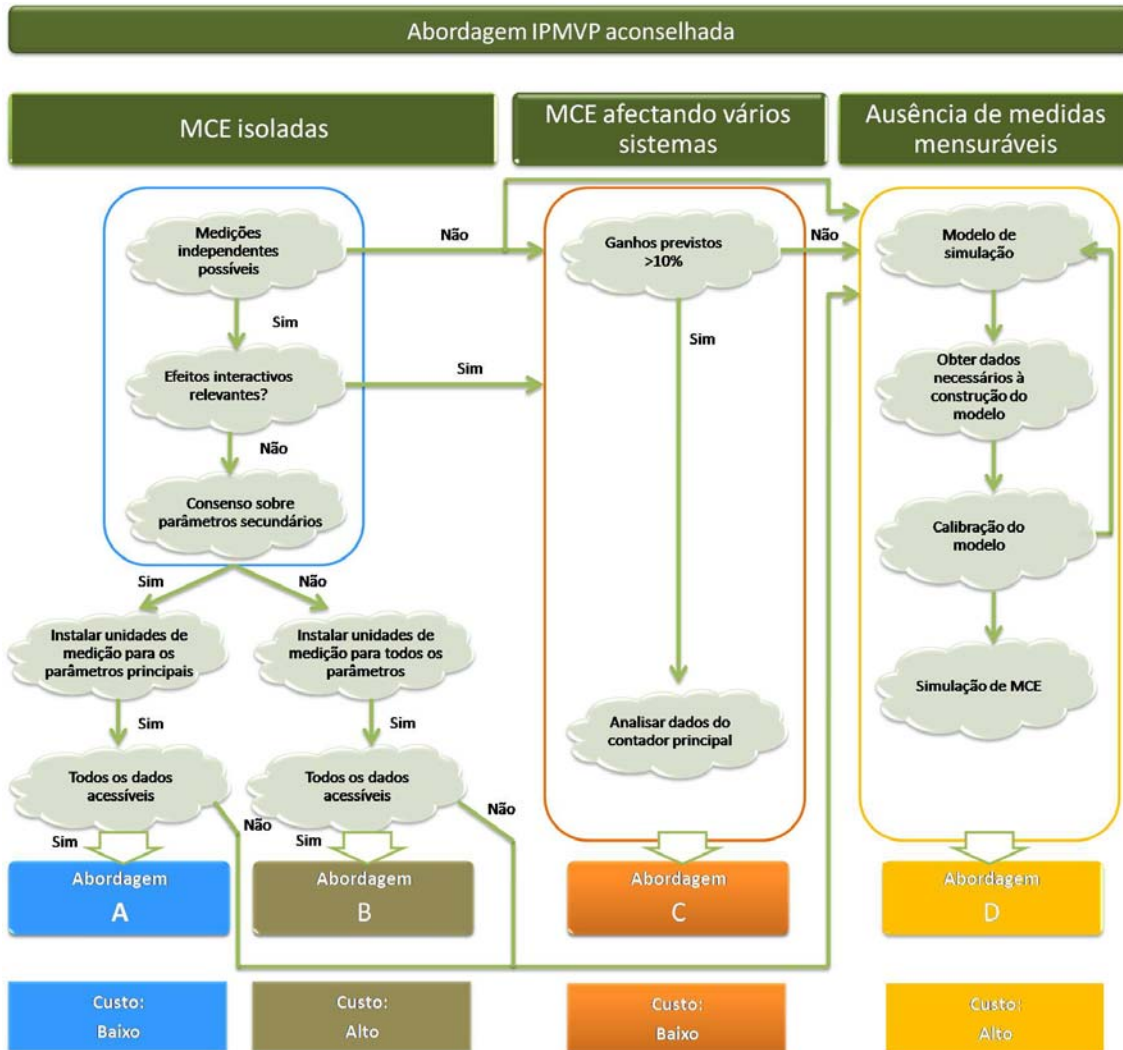 Abordagem IPMVP aconselhada
MCE isoladas
MCE afectando vários
sistemas
Ausência de medidas
mensuráveis
Medições
independentes
possíveis
Não
Sim
Efeitos interactivos
relevantes?
Sim
Não
Consenso sobre
parâmetros secundários
Sim
Não
Instalar unidades de
medição para os
parâmetros principais
Sim
Todos os dados
acessíveis
Não
Sim
Instalar unidades de
medição para todos os
parâmetros
Sim
Todos os dados
acessíveis
Não
Sim
Ganhos previstos
>10%
Não
Sim
Analisar dados do
contador principal
Modelo de
simulação
Obter dados
necessários à
construção do
modelo
Calibração do
modelo
Simulação de MCE
Abordagem
A
Abordagem
B
Abordagem
C
Abordagem
D
Custo:
Baixo
Custo:
Alto
Custo:
Baixo
Custo:
Alto